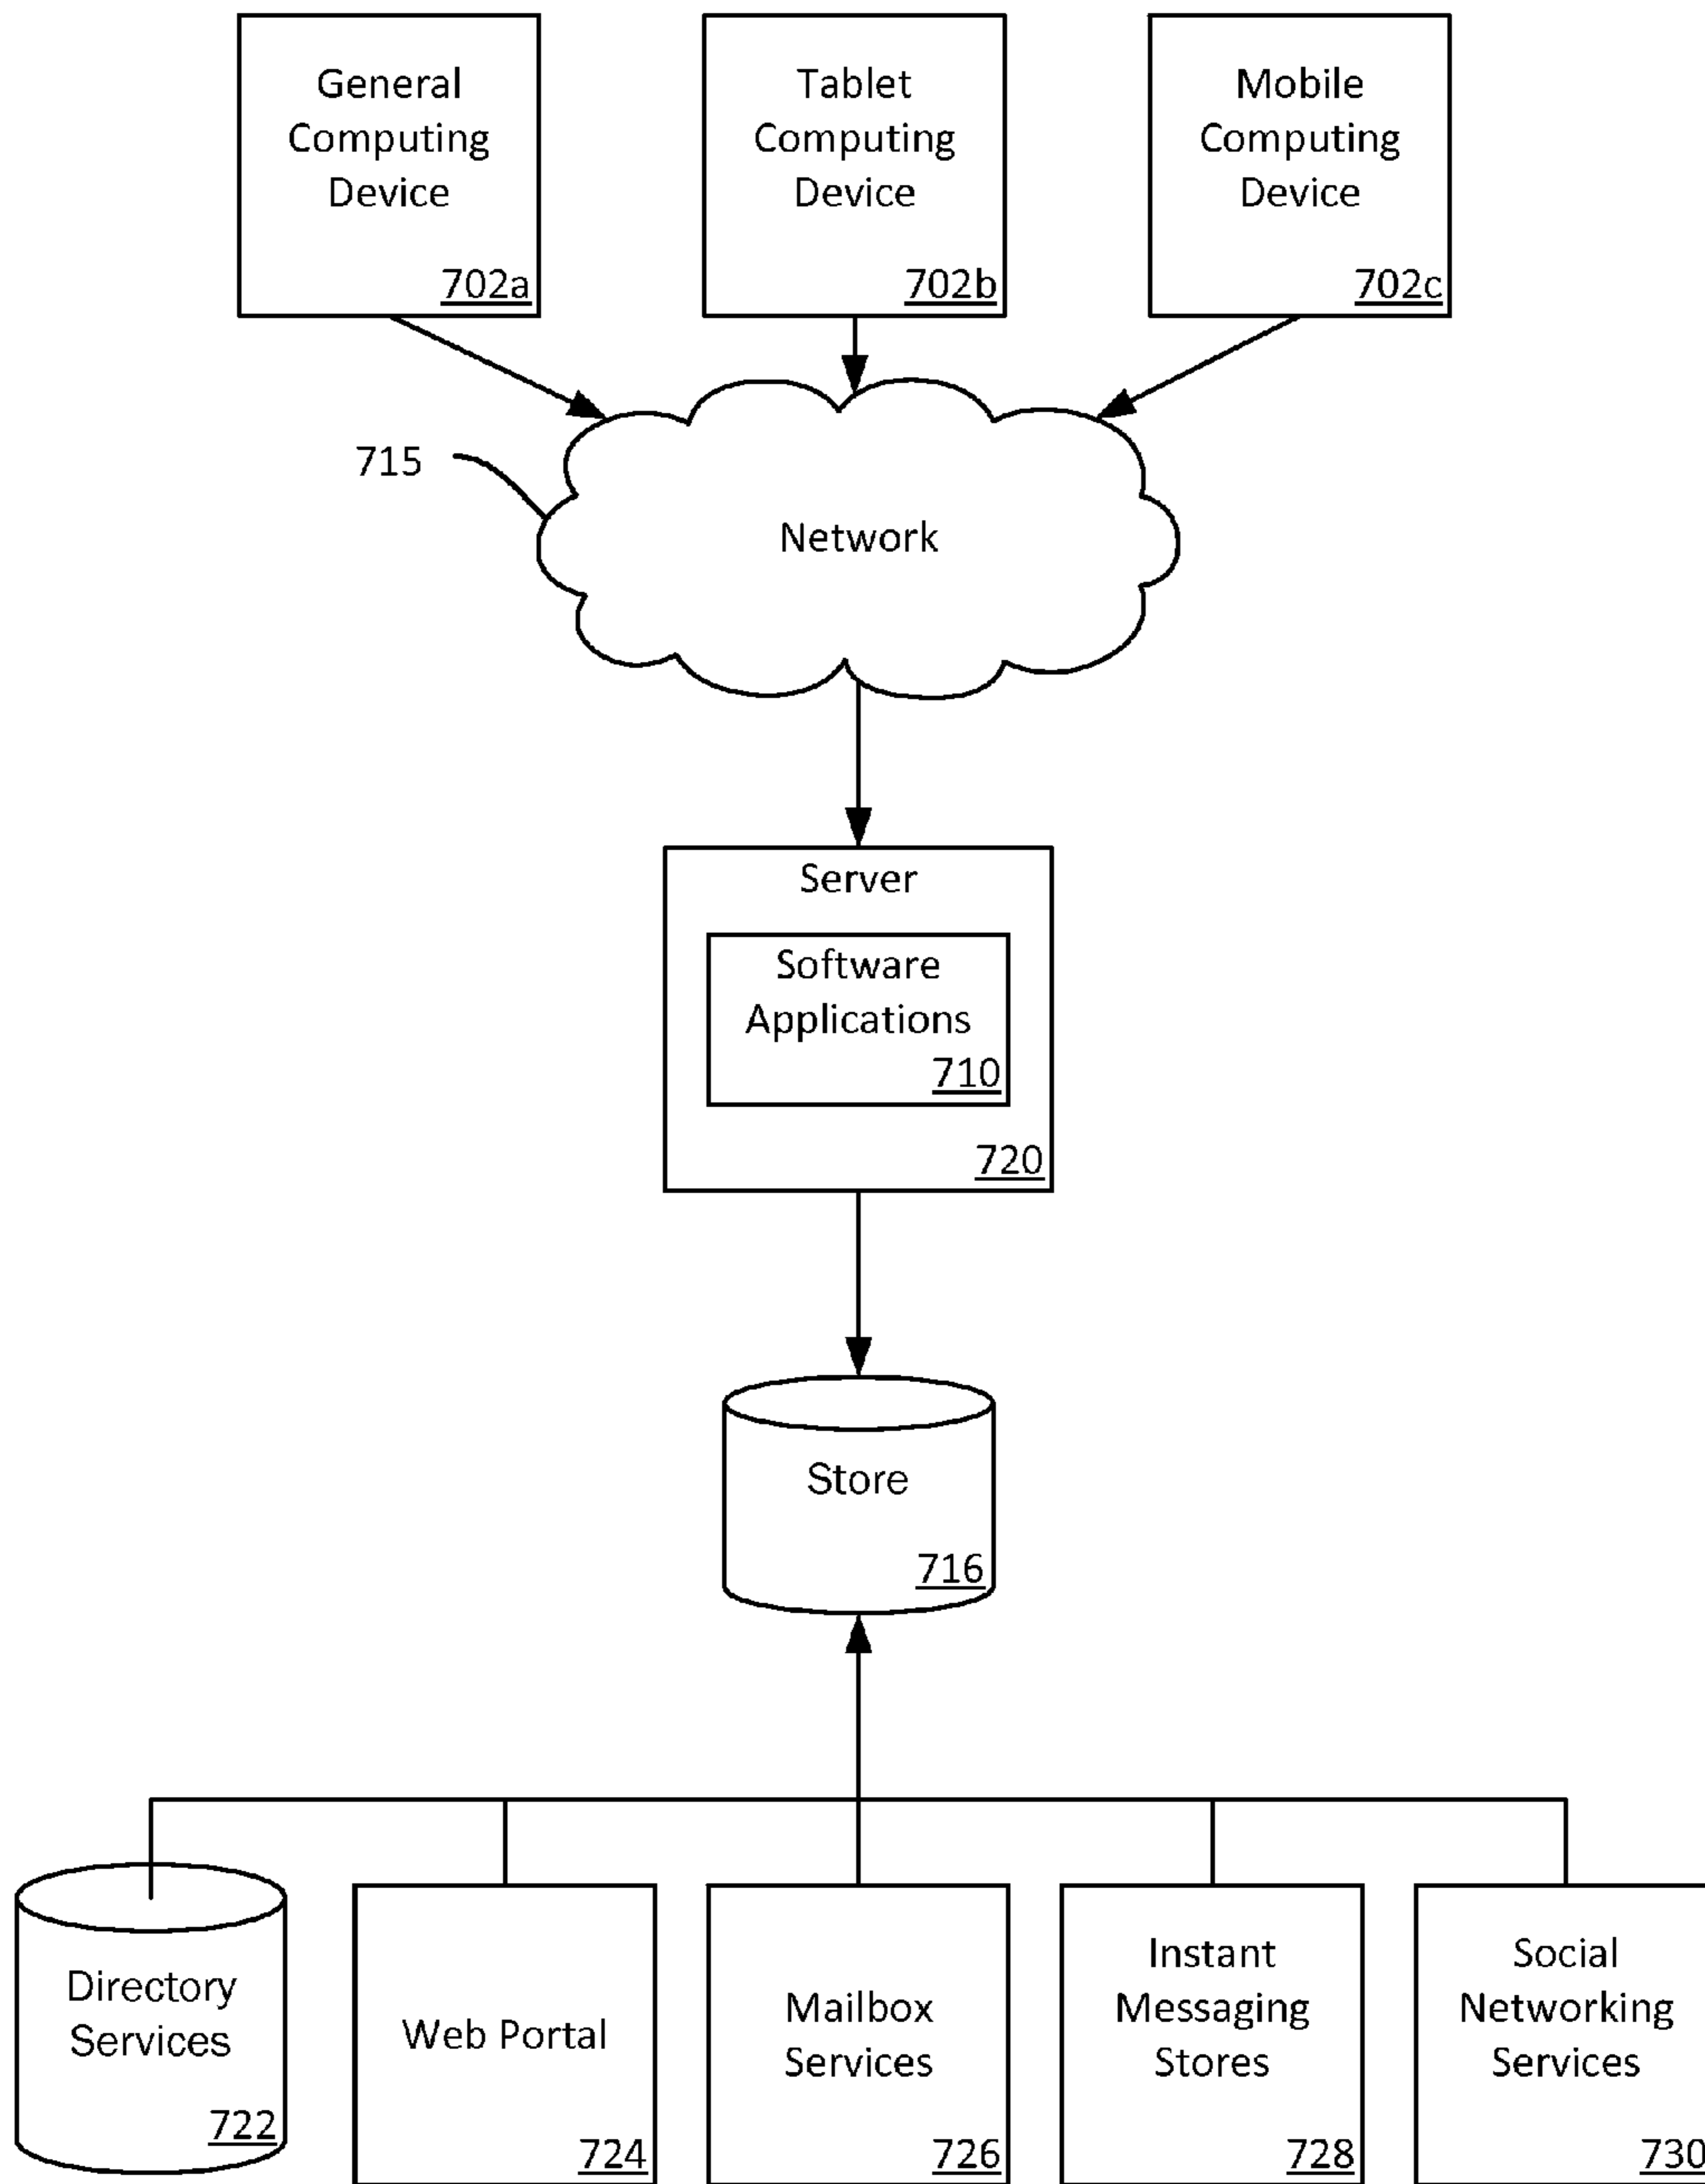 General
Computing
Device
702a
Tablet
Computing
Device
702b
Mobile
Computing
Device
702c
715
Network
Server
Software
Applications
710
720
Store
716
Directory
Services
722
Web Portal
724
Mailbox
Services
726
Instant
Messaging
Stores
728
Social
Networking
Services
730